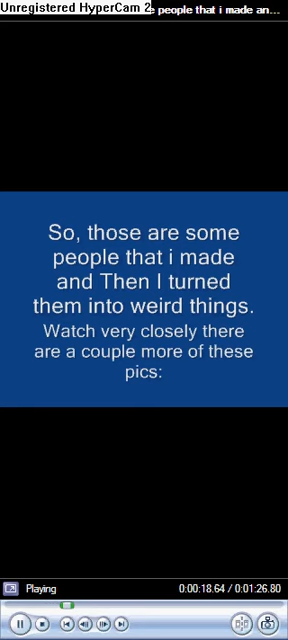 Unregistered HyperCam 2
people that i made an...
So, those are some
people that i made
and Then I turned
them into weird things.
Watch very closely there
are a couple more of these
pics:
Playing
0:00:18.64 / 0:01:26.80